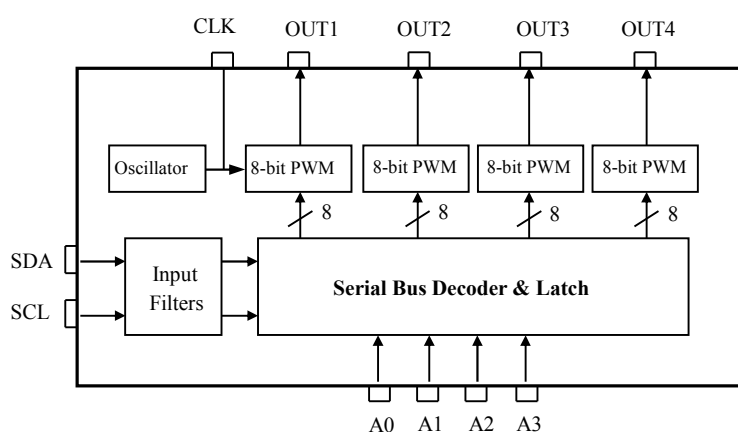 CLK OUT1 OUT2 OUT3 OUT4
Oscillator 8-bit PWM 8-bit PWM 8-bit PWM 8-bit PWM
8 8 8 8
SDA
SCL
Input
Filters
Serial Bus Decoder & Latch
A0 A1 A2 A3